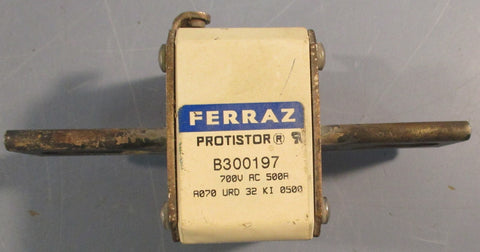 FERRAZ
PROTISTOR®
B300197
700V AC 500A
A070 URD 32 KI 0500